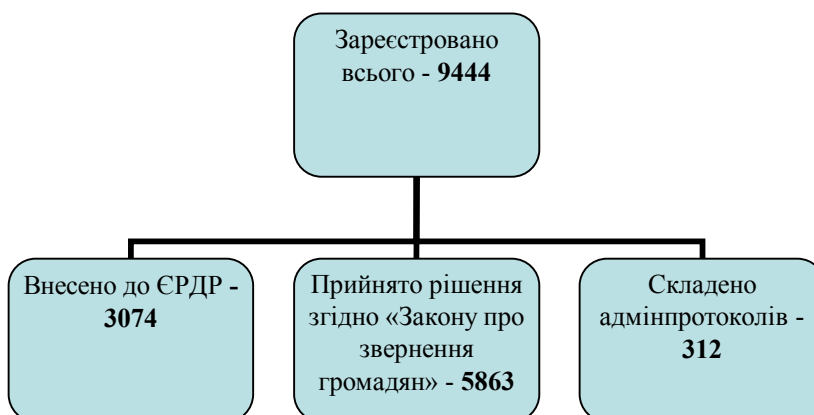 Зареєстровано
всього - 9444
Внесено до ЄРДР -
3074
Прийнято рішення
згідно «Закону про
звернення
громадян» - 5863
Складено
адмінпротоколів -
312